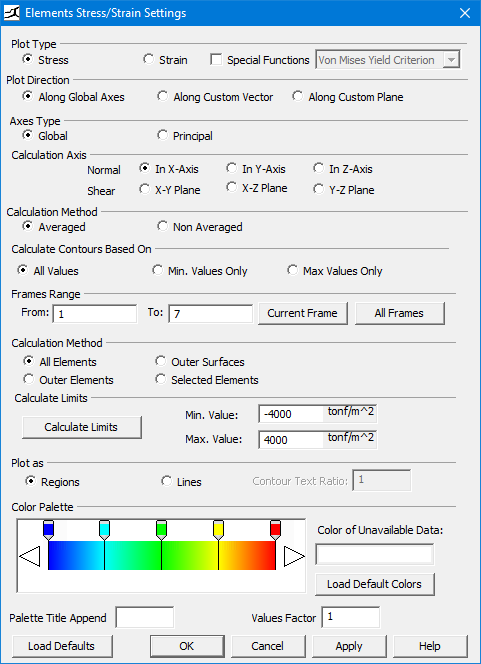 Elements Stress/Strain Settings
Plot Type
Stress Strain Special Functions Von Mises Yield Criterion
Plot Direction
Along Global Axes Along Custom Vector Along Custom Plane
Axes Type
Global Principal
Calculation Axis
Normal In X-Axis In Y-Axis In Z-Axis
Shear X-Y Plane X-Z Plane Y-Z Plane
Calculation Method
Averaged Non Averaged
Calculate Contours Based On
All Values Min. Values Only Max Values Only
Frames Range
From: 1 To: 7 Current Frame All Frames
Calculation Method
All Elements Outer Surfaces
Outer Elements Selected Elements
Calculate Limits
Calculate Limits Min. Value: -4000 tonf/m^2
Max. Value: 4000 tonf/m^2
Plot as
Regions Lines Contour Text Ratio: 1
Color Palette
Color of Unavailable Data:
Load Default Colors
Palette Title Append Values Factor 1
Load Defaults OK Cancel Apply Help